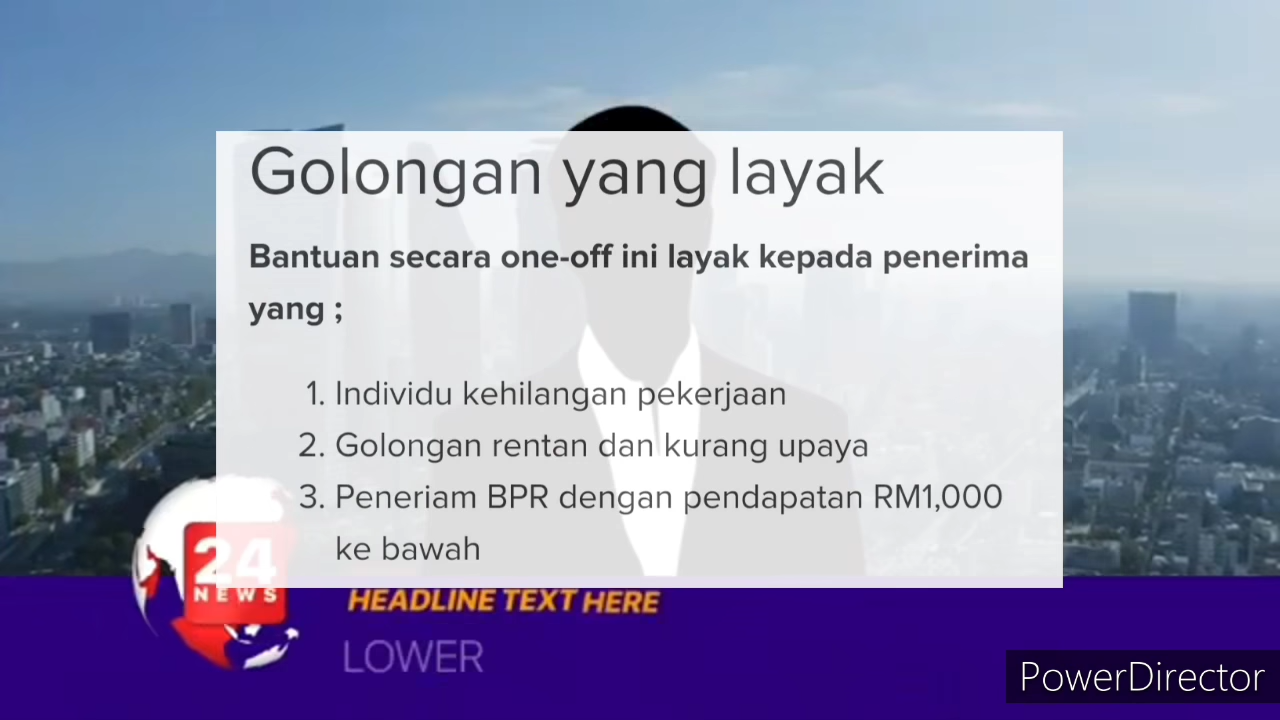 Golongan yang layak
Bantuan secara one-off ini layak kepada penerima
yang ;
1. Individu kehilangan pekerjaan
2. Golongan rentan dan kurang upaya
3. Peneriam BPR dengan pendapatan RM1,000
ke bawah
24
NEWS
HEADLINE TEXT HERE
LOWER
PowerDirector